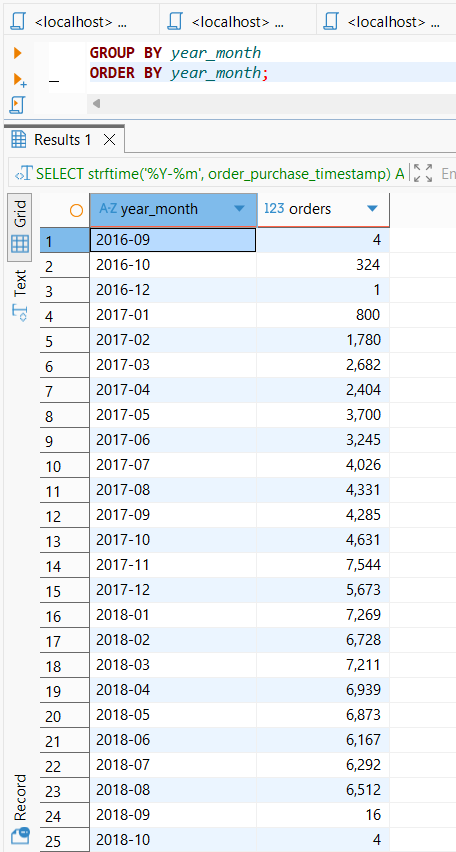 <localhost> ... <localhost> ... <localhost> ...
GROUP BY year_month
ORDER BY year_month;
Results 1
SELECT strftime('%Y-%m', order_purchase_timestamp) A En
Grid
Text
Record
A-Z year_month 123 orders
1 2016-09 4
2 2016-10 324
3 2016-12 1
4 2017-01 800
5 2017-02 1,780
6 2017-03 2,682
7 2017-04 2,404
8 2017-05 3,700
9 2017-06 3,245
10 2017-07 4,026
11 2017-08 4,331
12 2017-09 4,285
13 2017-10 4,631
14 2017-11 7,544
15 2017-12 5,673
16 2018-01 7,269
17 2018-02 6,728
18 2018-03 7,211
19 2018-04 6,939
20 2018-05 6,873
21 2018-06 6,167
22 2018-07 6,292
23 2018-08 6,512
24 2018-09 16
25 2018-10 4